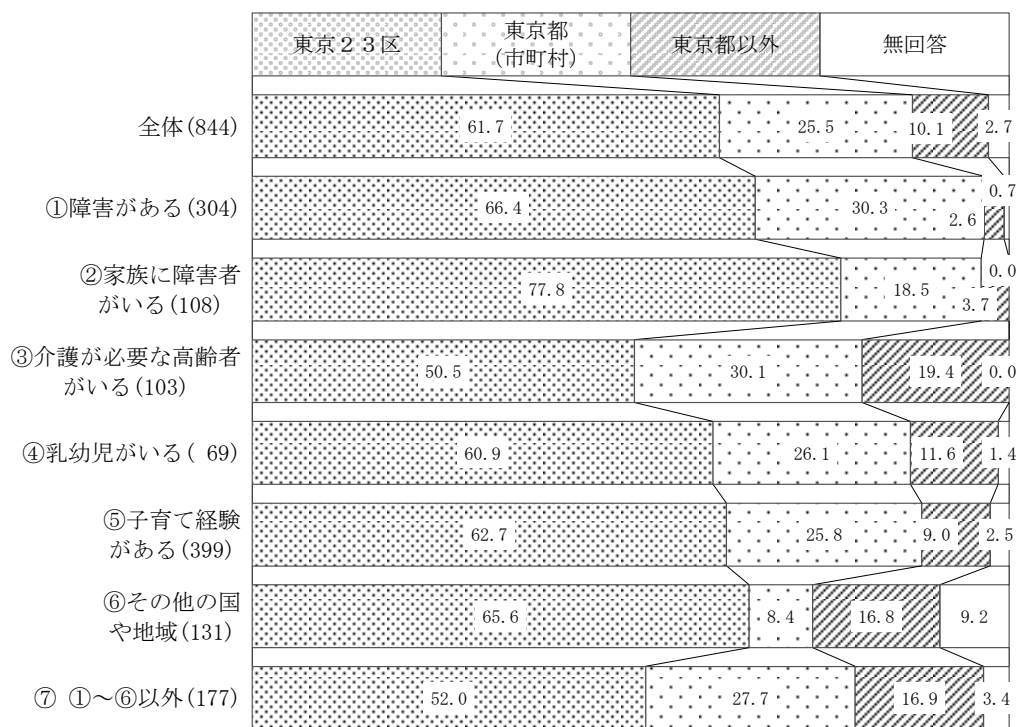 東京２３区
東京都
(市町村)
東京都以外
無回答
全体(844)
61.7
25.5
10.1
2.7
①障害がある(304)
66.4
30.3
2.6
0.7
②家族に障害者
がいる(108)
77.8
18.5
3.7
0.0
③介護が必要な高齢者
がいる(103)
50.5
30.1
19.4
0.0
④乳幼児がいる( 69)
60.9
26.1
11.6
1.4
⑤子育て経験
がある(399)
62.7
25.8
9.0
2.5
⑥その他の国
や地域(131)
65.6
8.4
16.8
9.2
⑦ ①～⑥以外(177)
52.0
27.7
16.9
3.4